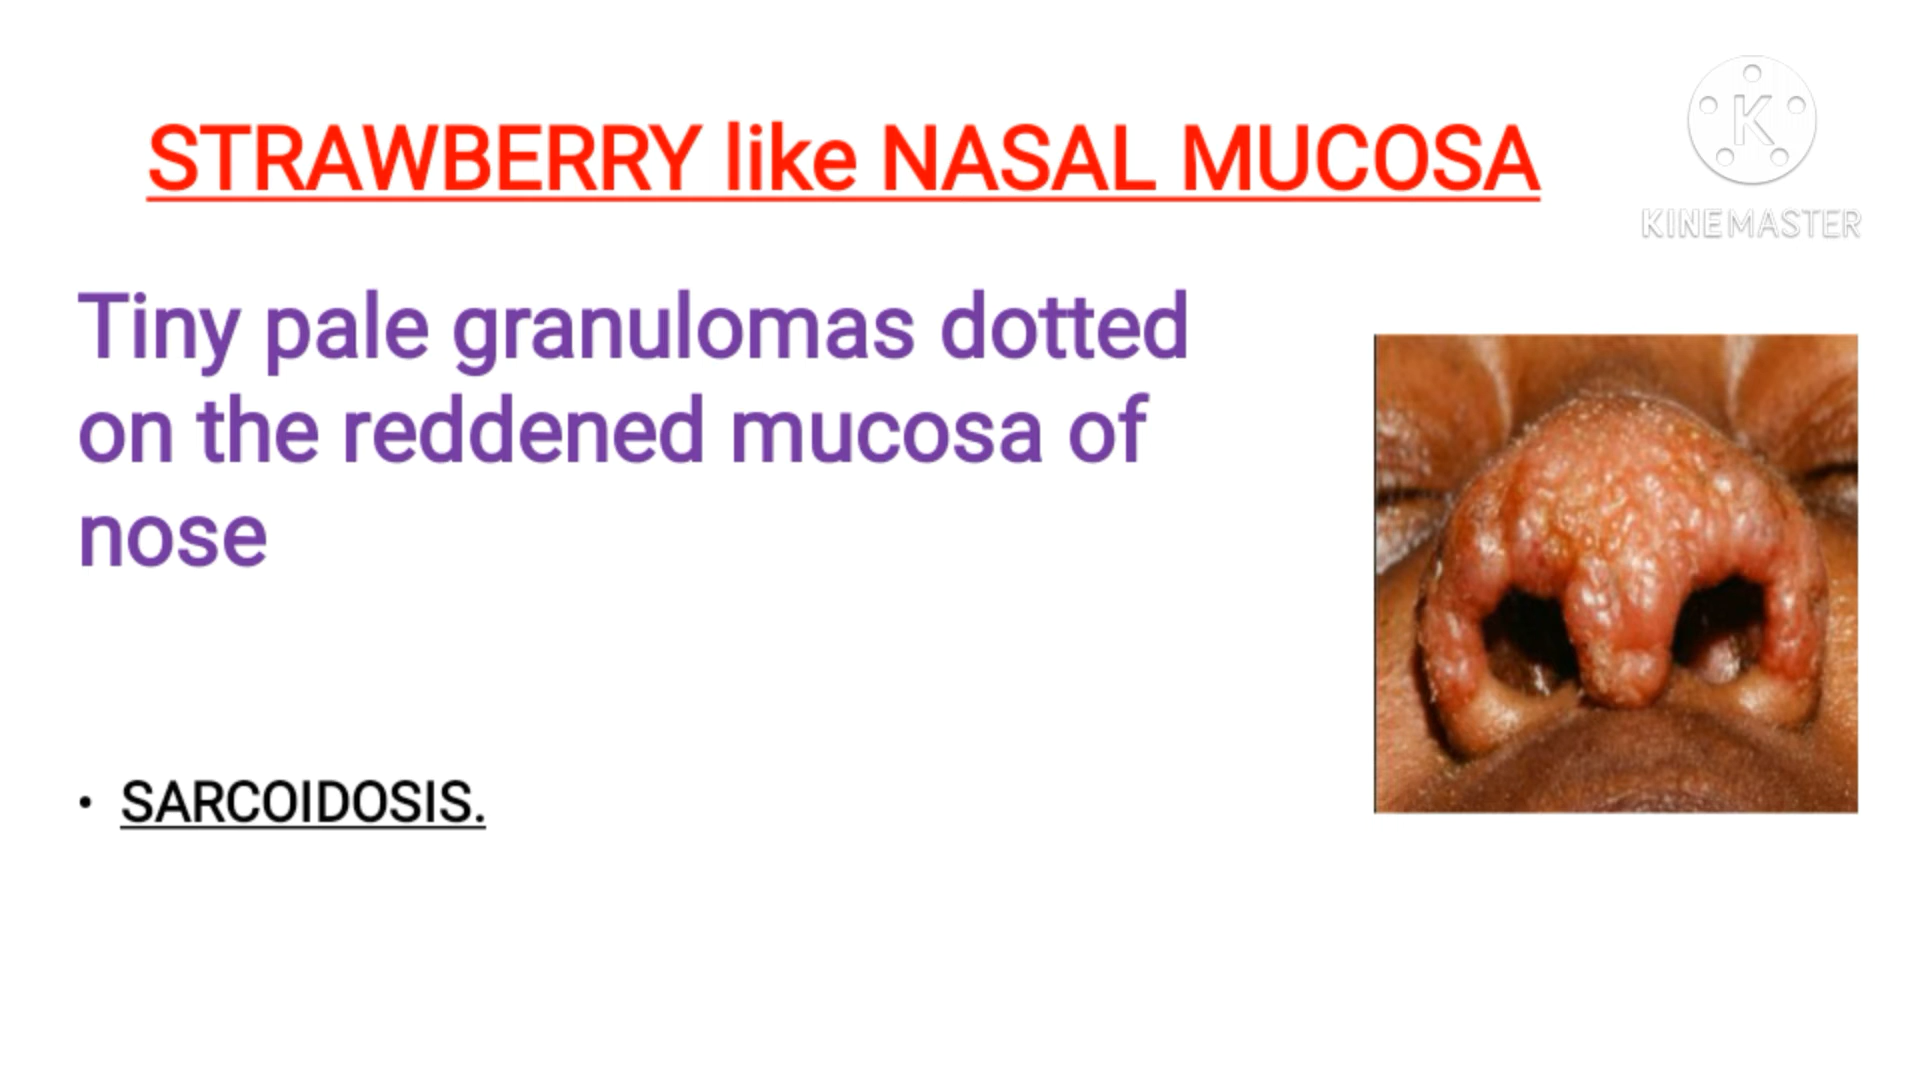 STRAWBERRY like NASAL MUCOSA
K
KINEMASTER
Tiny pale granulomas dotted
on the reddened mucosa of
nose
• SARCOIDOSIS.